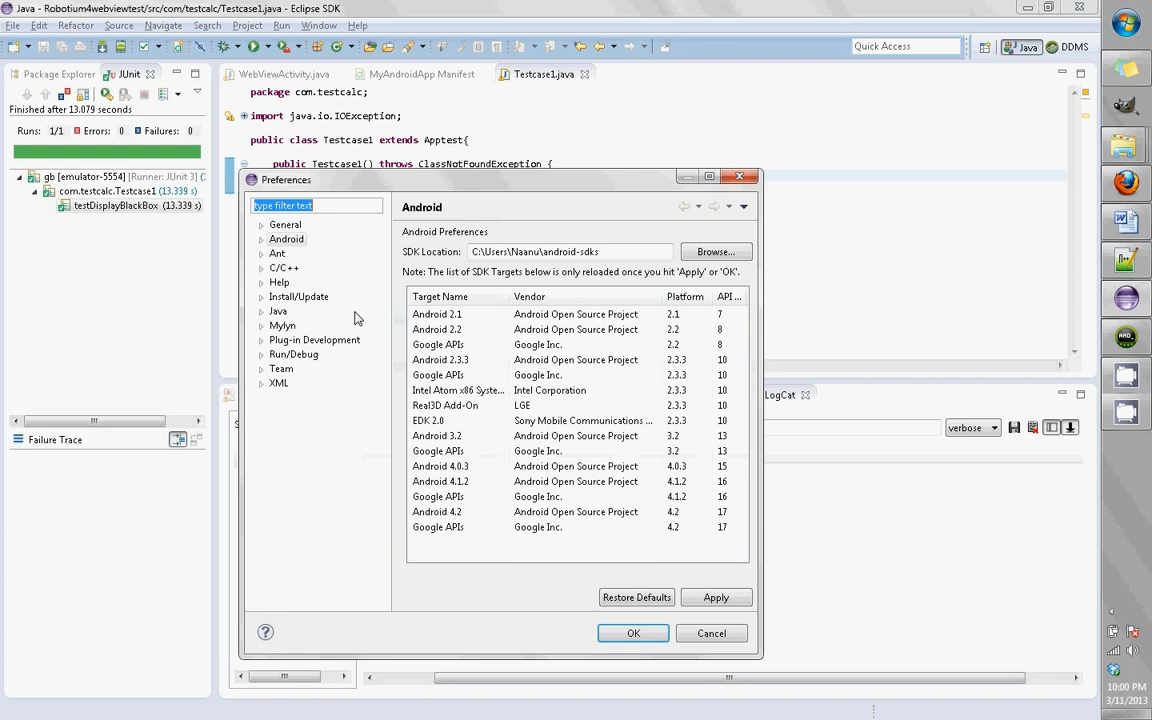 Java - Robotium4webviewtest/src/com/testcalc/Testcase1.java - Eclipse SDK
File Edit Refactor Source Navigate Search Project Run Window Help
Quick Access
Java DDMS
Package Explorer JUnit
WebViewActivity.java MyAndroidApp Manifest Testcase1.java
Finished after 13.079 seconds
Runs: 1/1 Errors: 0 Failures: 0
gb [emulator-5554] [Runner: JUnit 3] (
com.testcalc.Testcase1 (13.339 s)
testDisplayBlackBox (13.339 s)
Failure Trace
package com.testcalc;
import java.io.IOException;
public class Testcase1 extends Apptest{
public Testcase1() throws ClassNotFoundException {
Preferences
type filter text
General
Android
Ant
C/C++
Help
Install/Update
Java
Mylyn
Plug-in Development
Run/Debug
Team
XML
Android
Android Preferences
SDK Location: C:\Users\Naanu\android-sdks Browse...
Note: The list of SDK Targets below is only reloaded once you hit 'Apply' or 'OK'.
Target Name Vendor Platform API ...
Android 2.1 Android Open Source Project 2.1 7
Android 2.2 Android Open Source Project 2.2 8
Google APIs Google Inc. 2.2 8
Android 2.3.3 Android Open Source Project 2.3.3 10
Google APIs Google Inc. 2.3.3 10
Intel Atom x86 Syste... Intel Corporation 2.3.3 10
Real3D Add-On LGE 2.3.3 10
EDK 2.0 Sony Mobile Communications ... 2.3.3 10
Android 3.2 Android Open Source Project 3.2 13
Google APIs Google Inc. 3.2 13
Android 4.0.3 Android Open Source Project 4.0.3 15
Android 4.1.2 Android Open Source Project 4.1.2 16
Google APIs Google Inc. 4.1.2 16
Android 4.2 Android Open Source Project 4.2 17
Google APIs Google Inc. 4.2 17
Restore Defaults Apply
OK Cancel
LogCat
verbose
10:00 PM
3/11/2013